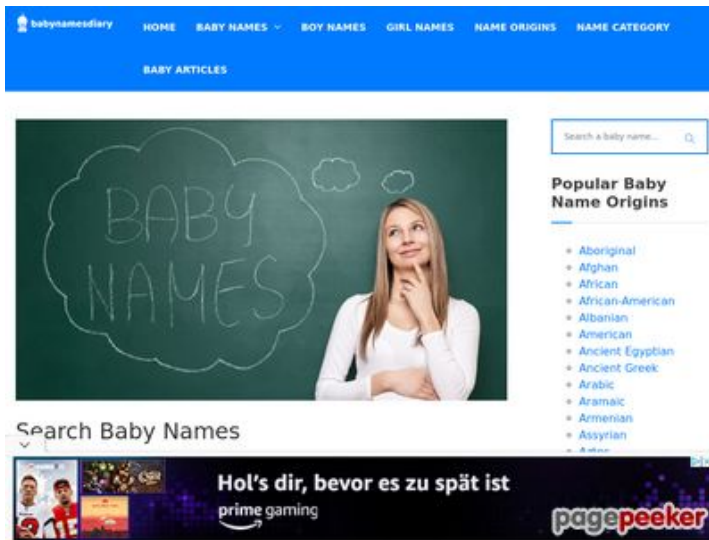 babynamesdiary
HOME
BABY NAMES
BOY NAMES
GIRL NAMES
NAME ORIGINS
NAME CATEGORY
BABY ARTICLES
BABY
NAMES
Search a baby name...
Popular Baby
Name Origins
Aboriginal
Afghan
African
African-American
Albanian
American
Ancient Egyptian
Ancient Greek
Arabic
Aramaic
Armenian
Assyrian
Search Baby Names
Hol's dir, bevor es zu spät ist
prime gaming
pagepeeker